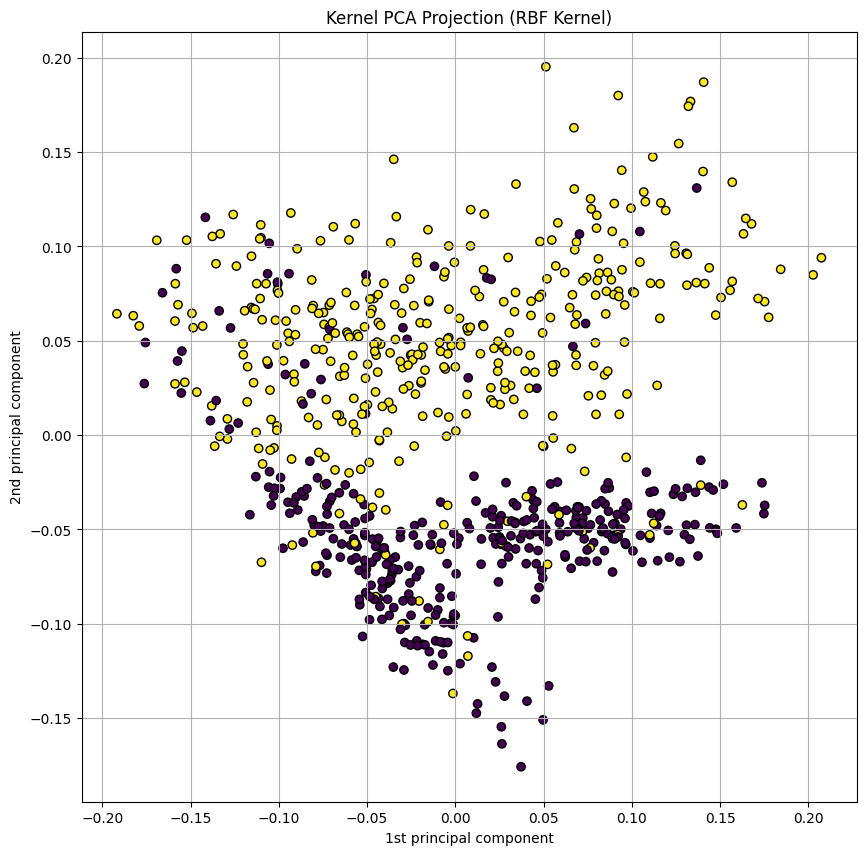 Kernel PCA Projection (RBF Kernel)
0.20
0.15
0.10
0.05
0.00
−0.05
−0.10
−0.15
2nd principal component
−0.20 −0.15 −0.10 −0.05 0.00 0.05 0.10 0.15 0.20
1st principal component